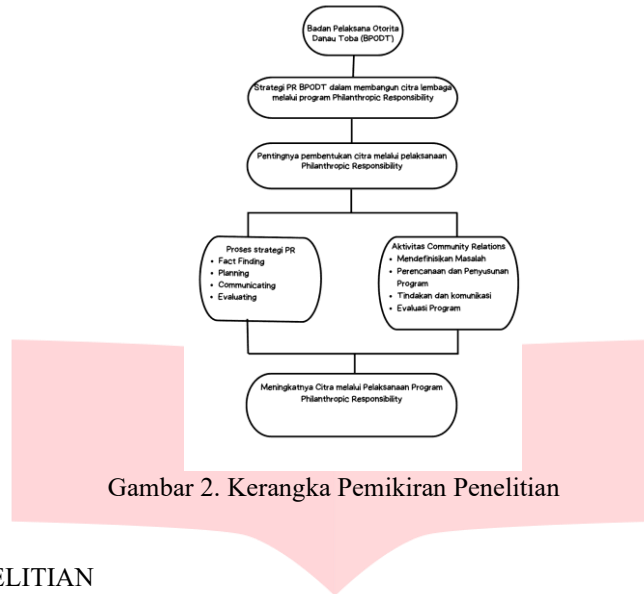 Badan Pelaksana Otorita
Danau Toba (BPODT)
Strategi PR BPODT dalam membangun citra lembaga
melalui program Philanthropic Responsibility
Pentingnya pembentukan citra melalui pelaksanaan
Philanthropic Responsibility
Proses strategi PR
• Fact Finding
• Planning
• Communicating
• Evaluating
Aktivitas Community Relations
• Mendefinisikan Masalah
• Perencanaan dan Penyusunan
Program
• Tindakan dan komunikasi
• Evaluasi Program
Meningkatnya Citra melalui Pelaksanaan Program
Philanthropic Responsibility
Gambar 2. Kerangka Pemikiran Penelitian
ELITIAN